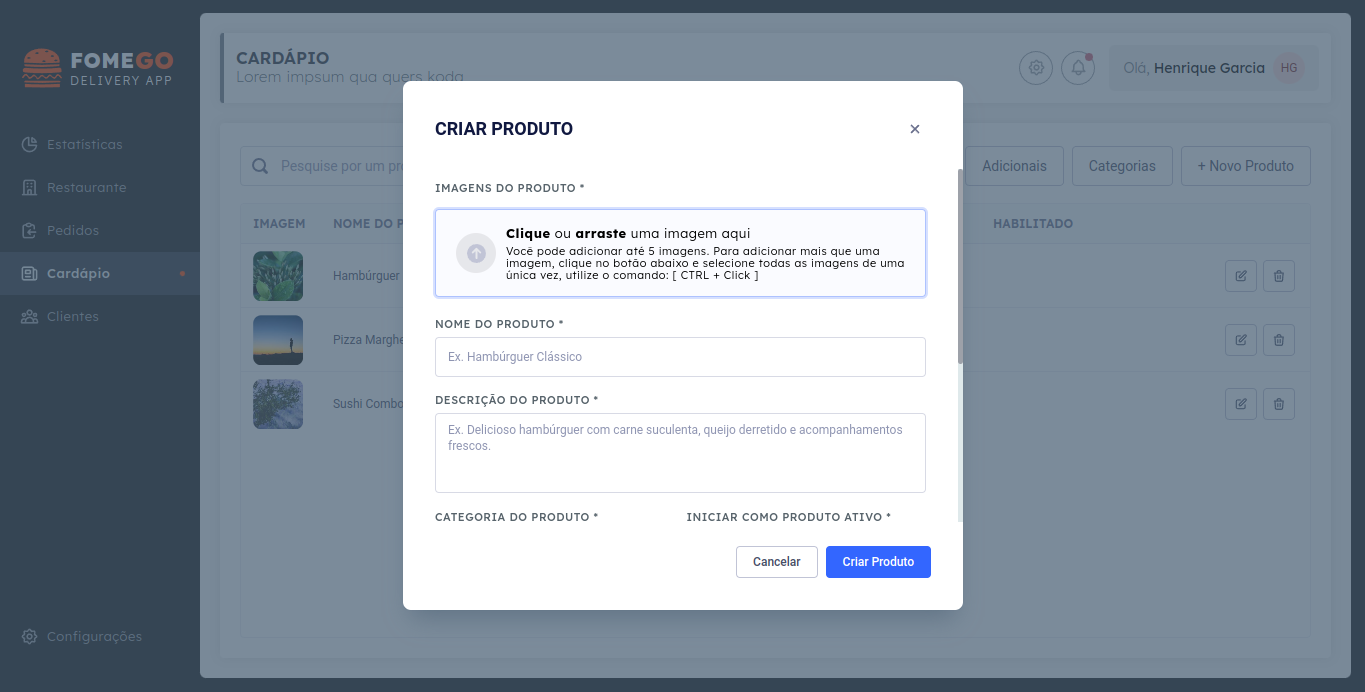 FOMEGO
DELIVERY APP
Estatísticas
Restaurante
Pedidos
Cardápio
Clientes
Configurações
CARDÁPIO
Lorem impsum qua quers koda
Olá, Henrique Garcia
HG
Pesquise por um pr
Adicionais
Categorias
+ Novo Produto
IMAGEM
NOME DO P
HABILITADO
Hambúrguer
Pizza Marghe
Sushi Combo
CRIAR PRODUTO
×
IMAGENS DO PRODUTO *
Clique ou arraste uma imagem aqui
Você pode adicionar até 5 imagens. Para adicionar mais que uma
imagem, clique no botão abaixo e selecione todas as imagens de uma
única vez, utilize o comando: [ CTRL + Click ]
NOME DO PRODUTO *
Ex. Hambúrguer Clássico
DESCRIÇÃO DO PRODUTO *
Ex. Delicioso hambúrguer com carne suculenta, queijo derretido e acompanhamentos
frescos.
CATEGORIA DO PRODUTO *
INICIAR COMO PRODUTO ATIVO *
Cancelar
Criar Produto